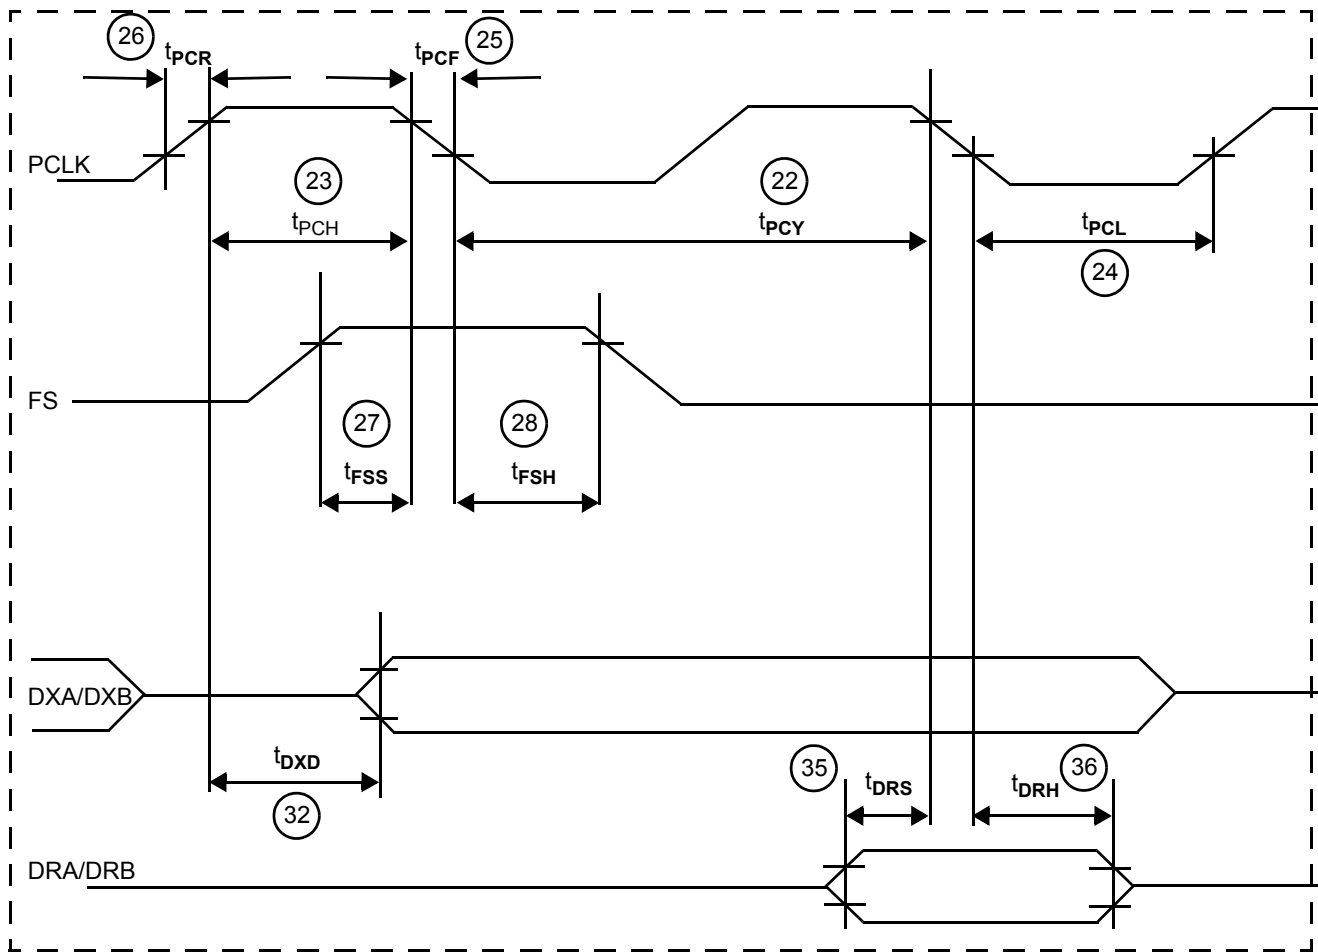 26
tPCR
tPCF
25
PCLK
23
22
tPCH
tPCY
tPCL
24
FS
27
28
tFSS
tFSH
DXA/DXB
tDXD
32
35
tDRS
tDRH
36
DRA/DRB